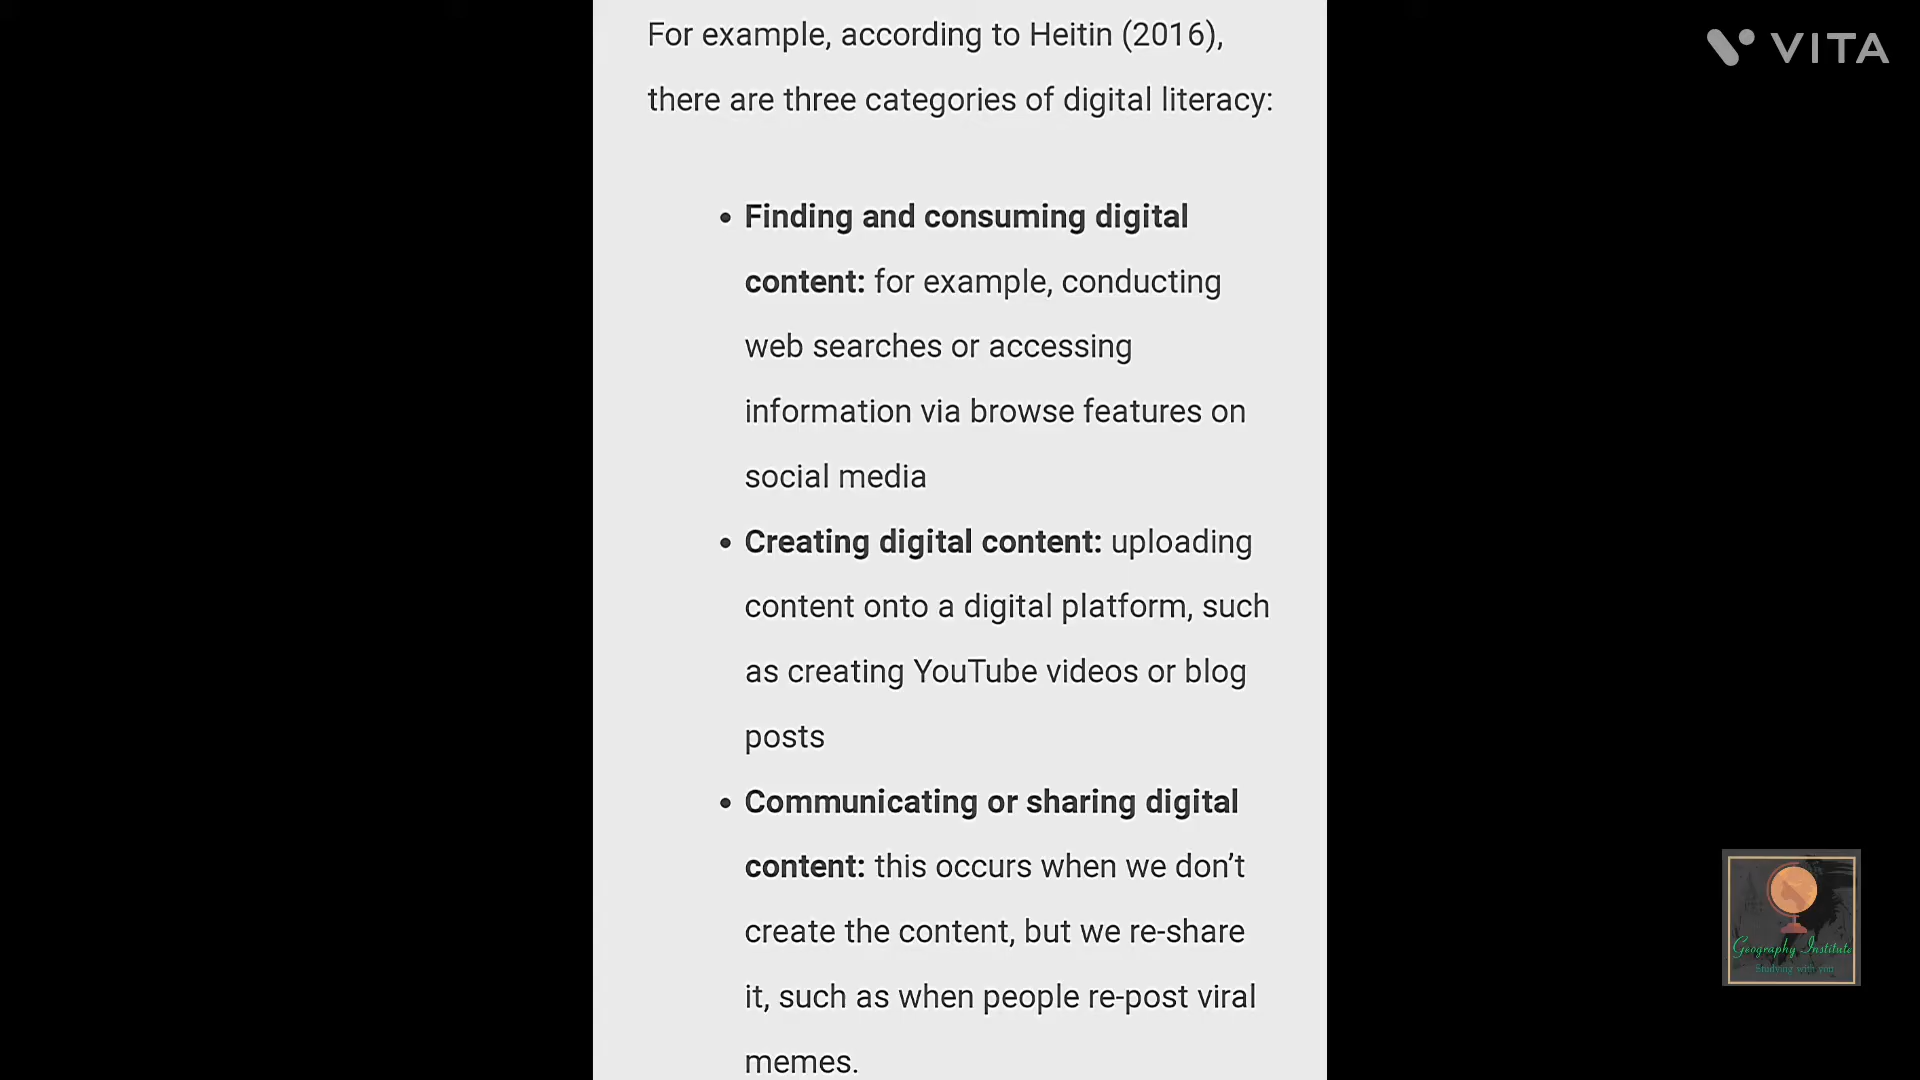 For example, according to Heitin (2016),
there are three categories of digital literacy:
• Finding and consuming digital
content: for example, conducting
web searches or accessing
information via browse features on
social media
• Creating digital content: uploading
content onto a digital platform, such
as creating YouTube videos or blog
posts
• Communicating or sharing digital
content: this occurs when we don’t
create the content, but we re-share
it, such as when people re-post viral
memes.
VITA
Geography Institute
Studying with you